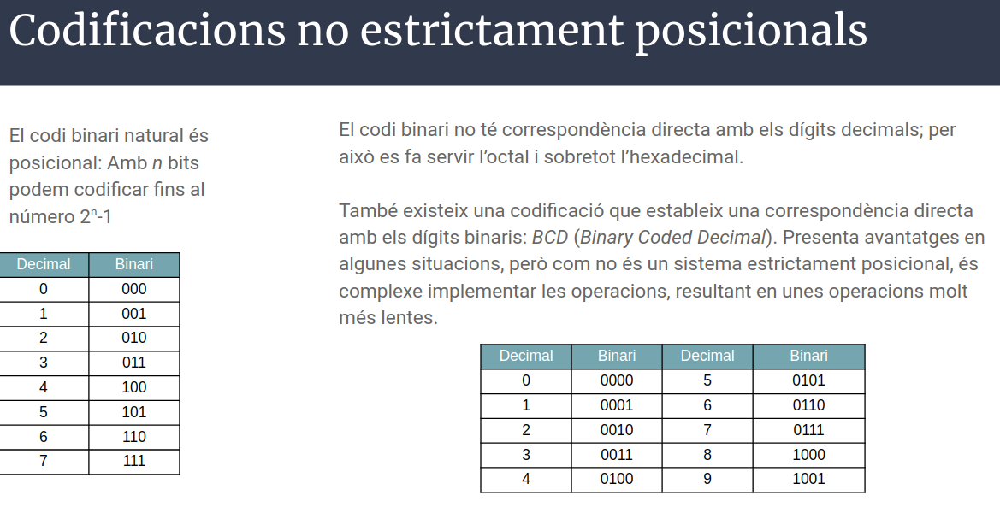 Codificacions no estrictament posicionals
El codi binari natural és
posicional: Amb n bits
podem codificar fins al
número 2ⁿ-1
Decimal Binari
0 000
1 001
2 010
3 011
4 100
5 101
6 110
7 111
El codi binari no té correspondència directa amb els dígits decimals; per
això es fa servir l’octal i sobretot l’hexadecimal.
També existeix una codificació que estableix una correspondència directa
amb els dígits binaris: BCD (Binary Coded Decimal). Presenta avantatges en
algunes situacions, però com no és un sistema estrictament posicional, és
complexe implementar les operacions, resultant en unes operacions molt
més lentes.
Decimal Binari Decimal Binari
0 0000 5 0101
1 0001 6 0110
2 0010 7 0111
3 0011 8 1000
4 0100 9 1001